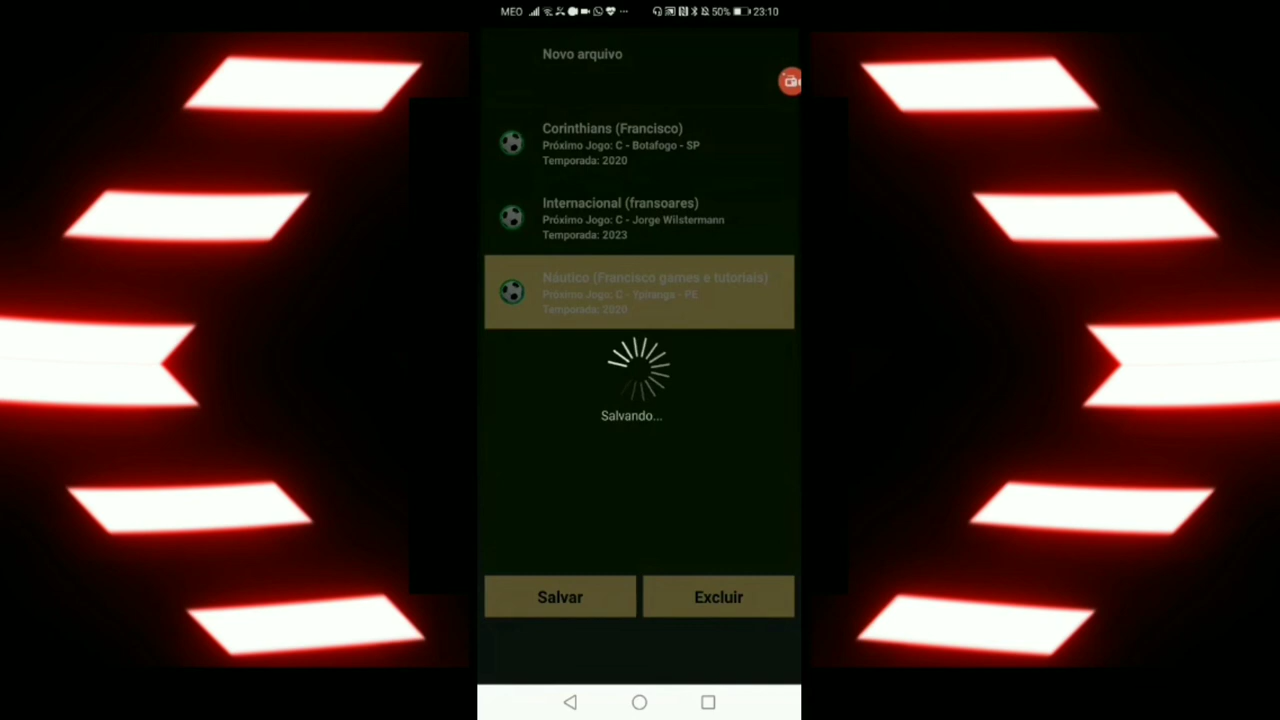 MEO 50% 23:10
Novo arquivo
Corinthians (Francisco)
Próximo Jogo: C - Botafogo - SP
Temporada: 2020
Internacional (fransoares)
Próximo Jogo: C - Jorge Wilstermann
Temporada: 2023
Náutico (Francisco games e tutoriais)
Próximo Jogo: C - Ypiranga - PE
Temporada: 2020
Salvando...
Salvar Excluir